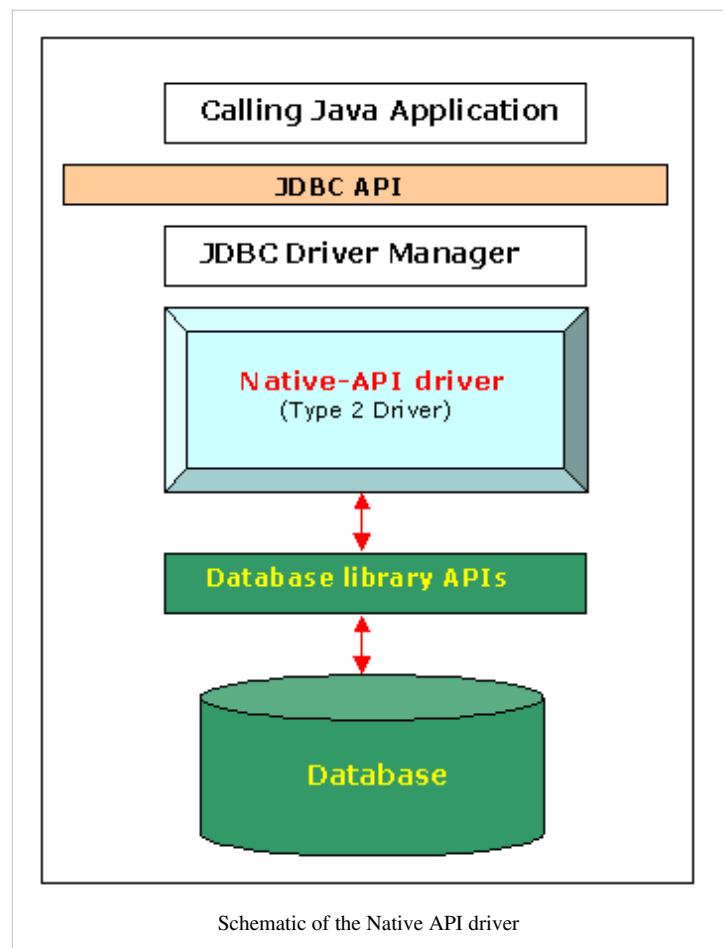 Calling Java Application
JDBC API
JDBC Driver Manager
Native-API driver
(Type 2 Driver)
Database library APIs
Database
Schematic of the Native API driver